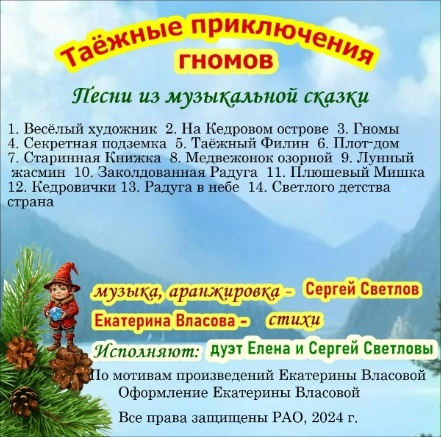 Таёжные приключения
гномов
Песни из музыкальной сказки
1. Весёлый художник 2. На Кедровом острове 3. Гномы
4. Секретная подземка 5. Таёжный Филин 6. Плот-дом
7. Старинная Книжка 8. Медвежонок озорной 9. Лунный
жасмин 10. Заколдованная Радуга 11. Плюшевый Мишка
12. Кедровички 13. Радуга в небе 14. Светлого детства
страна
музыка, аранжировка - Сергей Светлов
Екатерина Власова - стихи
Исполняют: дуэт Елена и Сергей Светловы
По мотивам произведений Екатерины Власовой
Оформление Екатерины Власовой
Все права защищены РАО, 2024 г.